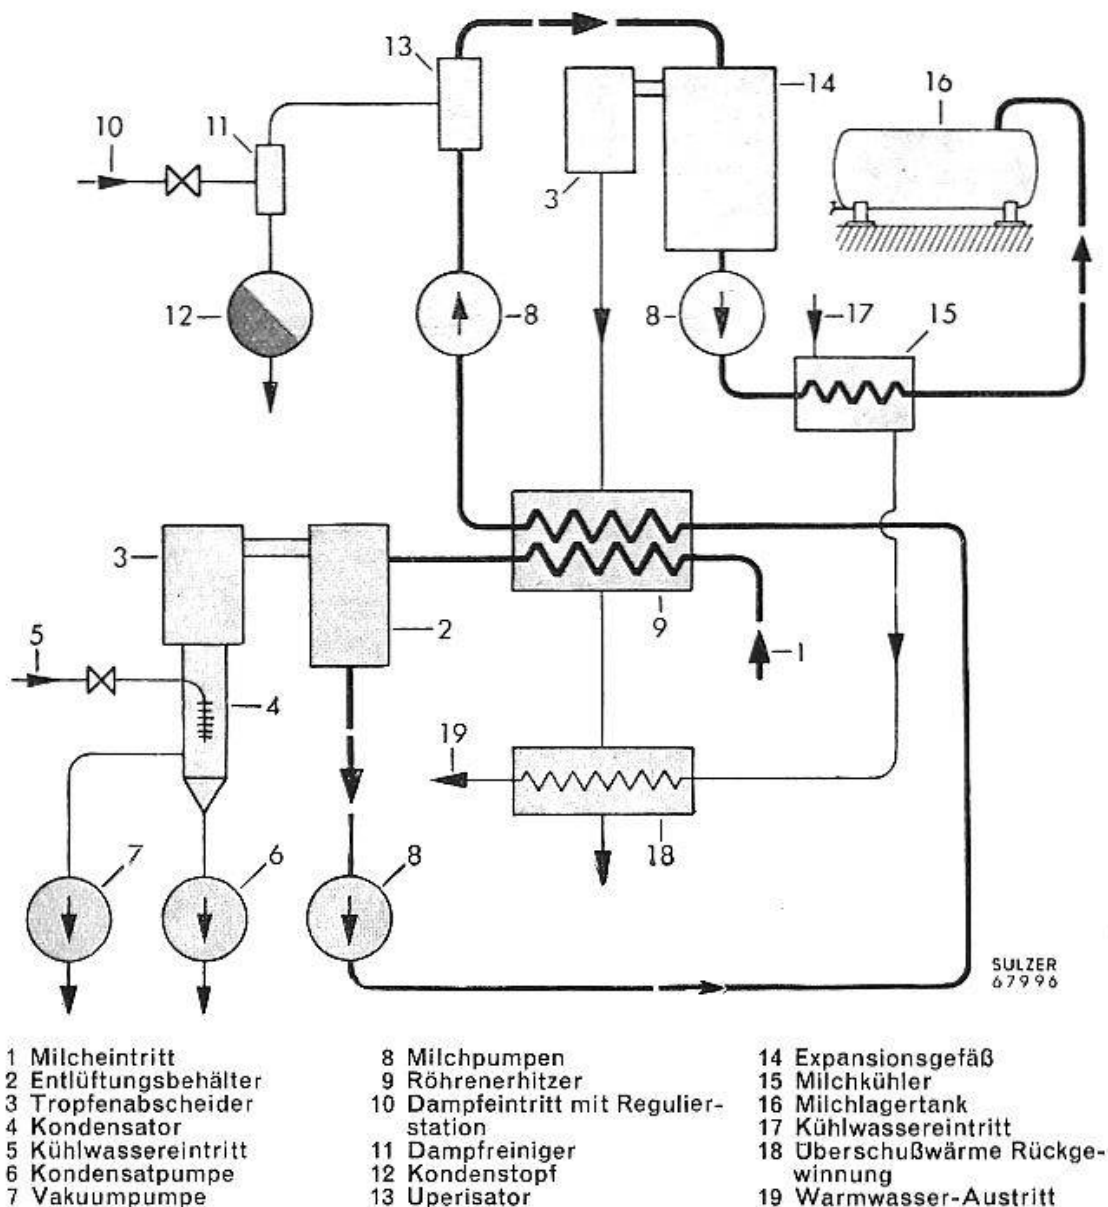 13
14
16
10
11
3
12
8
8
17
15
3
2
9
1
5
4
19
18
7
6
8
SULZER
67996
1 Milcheintritt
2 Entlüftungsbehälter
3 Tropfenabscheider
4 Kondensator
5 Kühlwassereintritt
6 Kondensatpumpe
7 Vakuumpumpe
8 Milchpumpen
9 Röhrenerhitzer
10 Dampfeintritt mit Regulier-
station
11 Dampfreiniger
12 Kondenstopf
13 Uperisator
14 Expansionsgefäß
15 Milchkühler
16 Milchlagertank
17 Kühlwassereintritt
18 Überschußwärme Rückge-
winnung
19 Warmwasser-Austritt